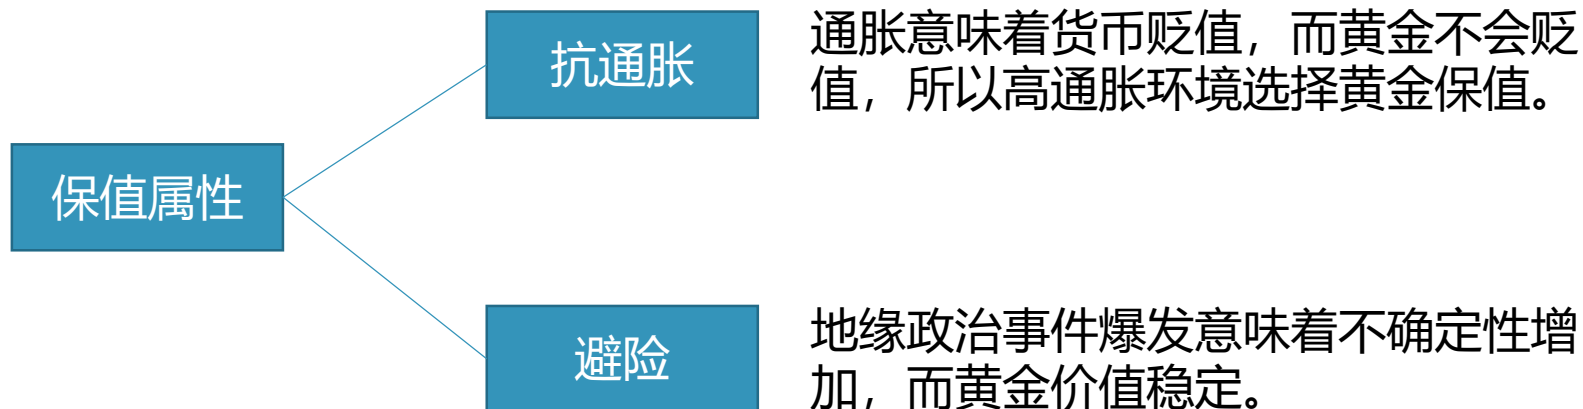 保值属性
抗通胀
通胀意味着货币贬值，而黄金不会贬
值，所以高通胀环境选择黄金保值。
避险
地缘政治事件爆发意味着不确定性增
加，而黄金价值稳定。